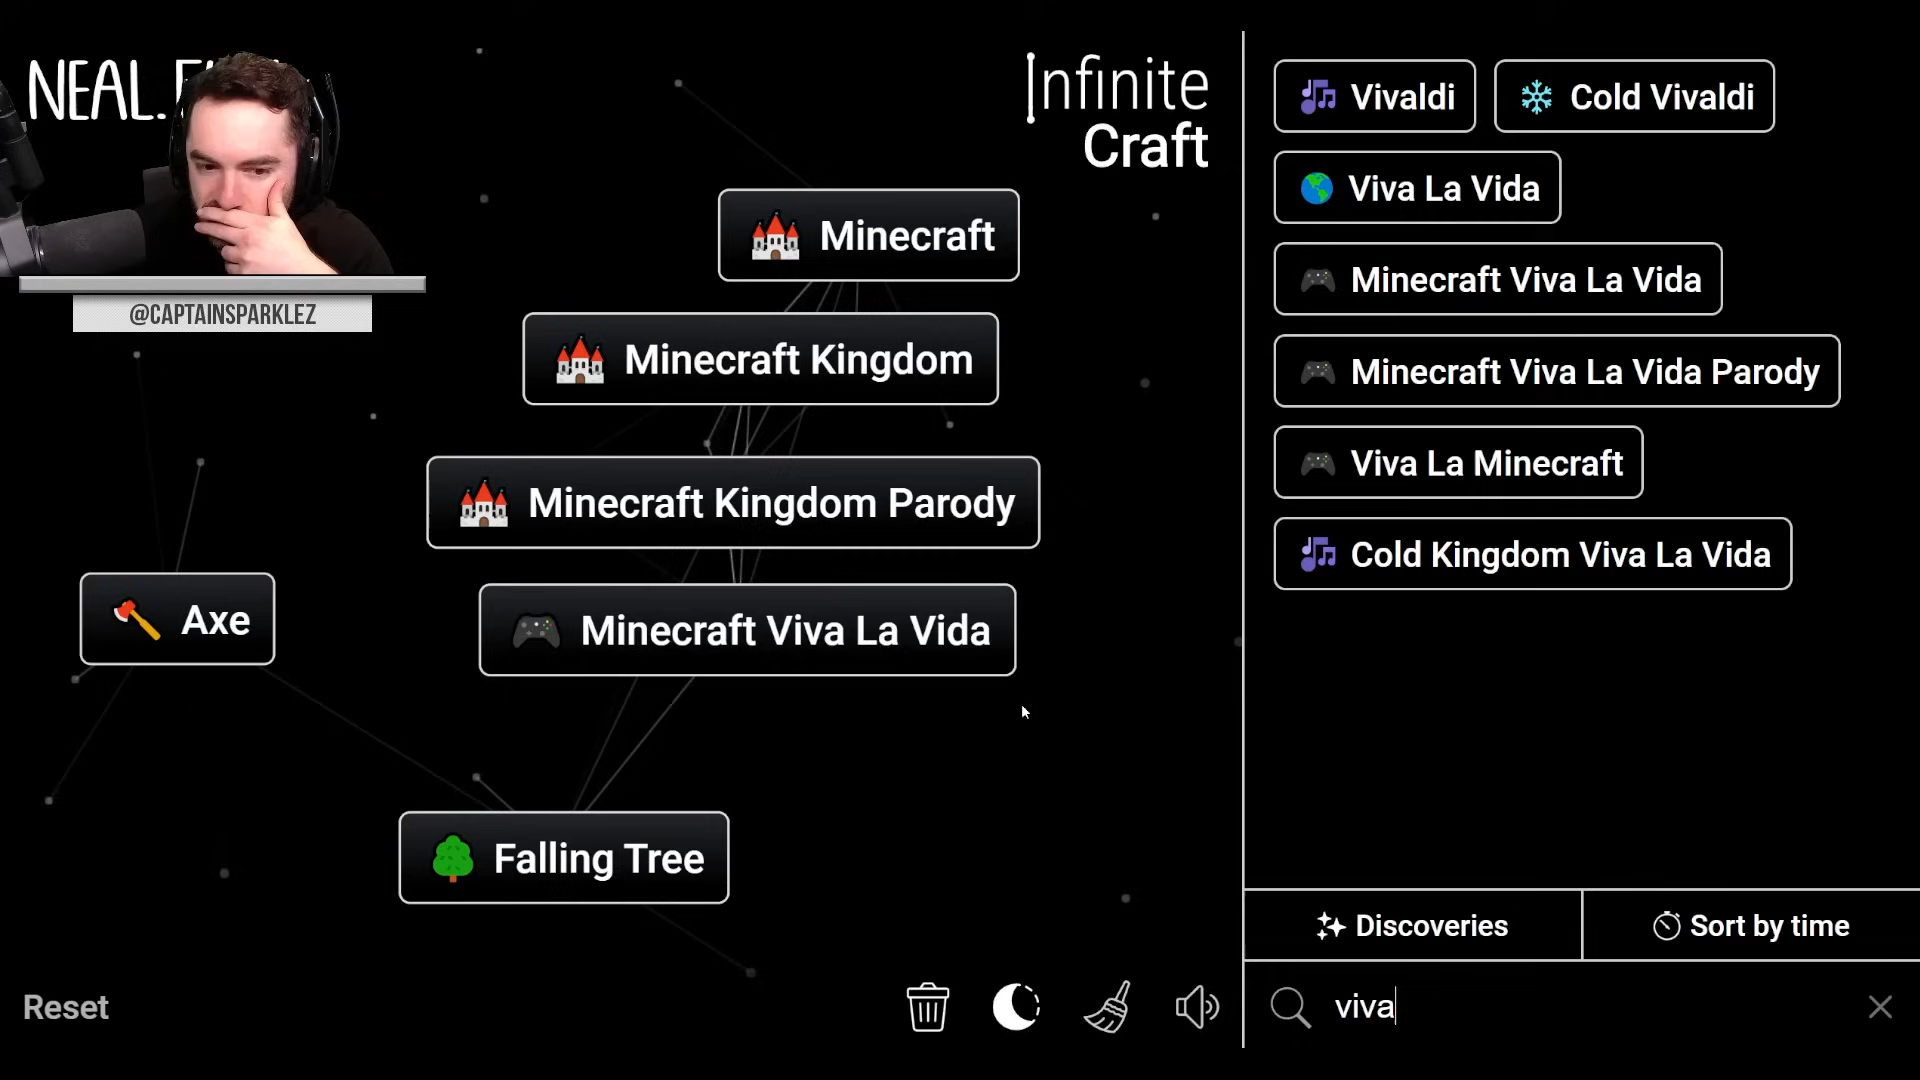 NEAL.
@CAPTAINSPARKLEZ
Infinite
Craft
Minecraft
Minecraft Kingdom
Minecraft Kingdom Parody
Axe
Minecraft Viva La Vida
Falling Tree
Reset
Vivaldi
Cold Vivaldi
Viva La Vida
Minecraft Viva La Vida
Minecraft Viva La Vida Parody
Viva La Minecraft
Cold Kingdom Viva La Vida
Discoveries
Sort by time
viva